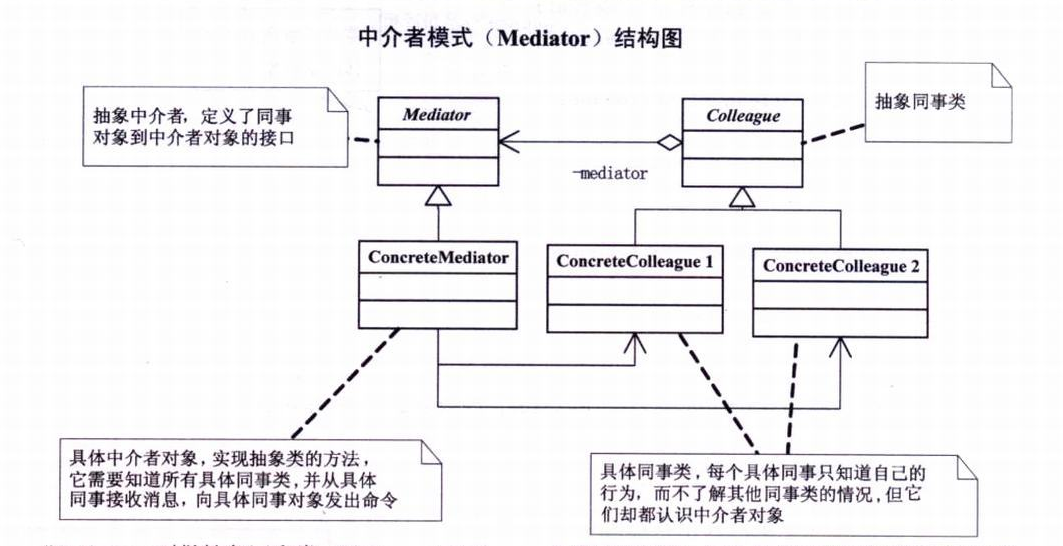 中介者模式（Mediator）结构图
抽象中介者，定义了同事
对象到中介者对象的接口
Mediator
Colleague
抽象同事类
-mediator
ConcreteMediator
ConcreteColleague 1
ConcreteColleague 2
具体中介者对象，实现抽象类的方法，
它需要知道所有具体同事类，并从具体
同事接收消息，向具体同事对象发出命令
具体同事类，每个具体同事只知道自己的
行为，而不了解其他同事类的情况，但它
们却都认识中介者对象